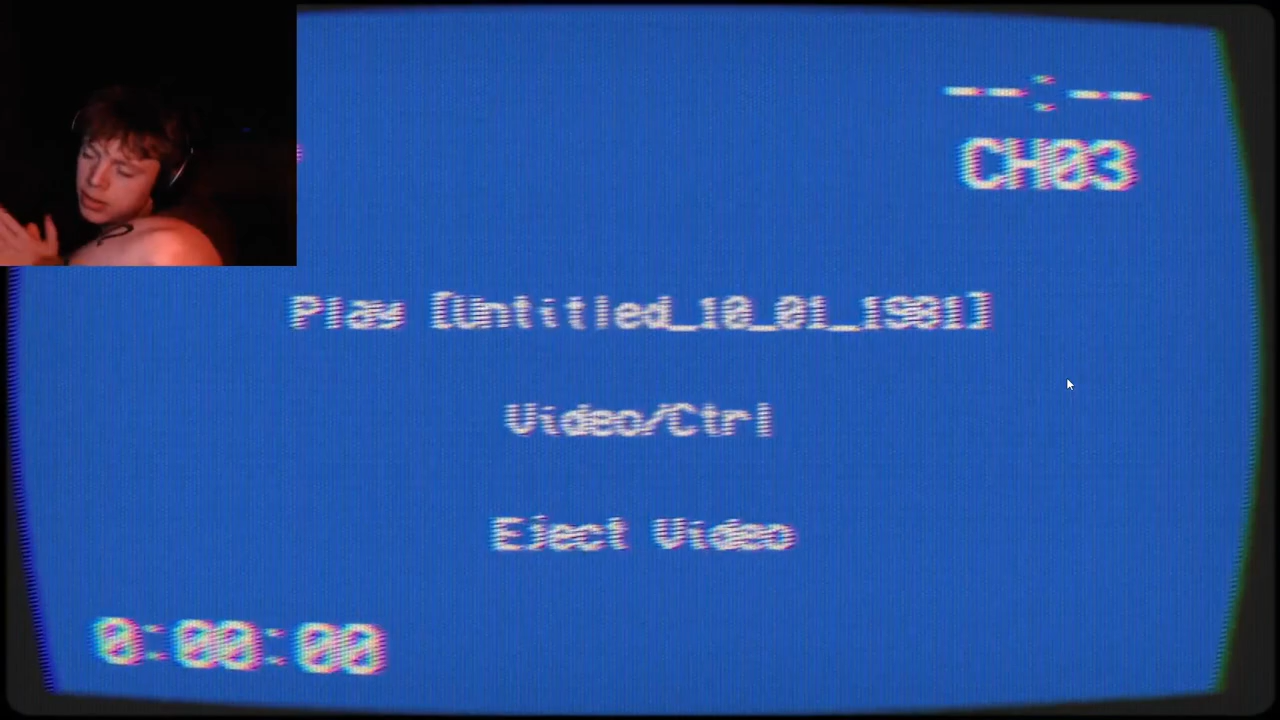 --:--
CH03
Play [Untitled_10_01_1981]
Video/Ctrl
Eject Video
0:00:00